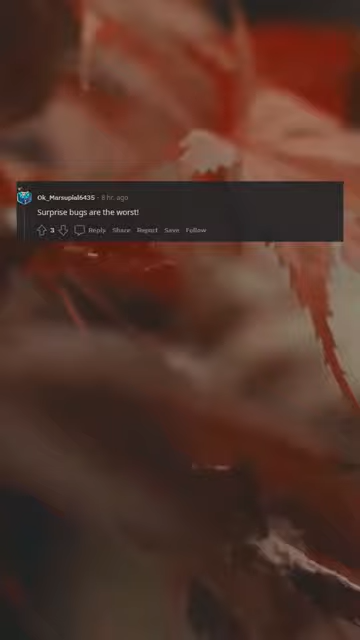 Ok_Marsupial6435 · 8 hr. ago
Surprise bugs are the worst!
3 Reply Share Report Save Follow